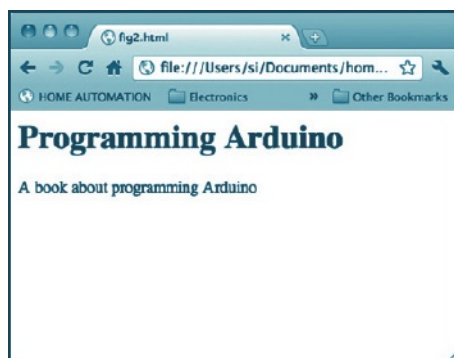 fig2.html
file:///Users/si/Documents/hom...
HOME AUTOMATION Electronics » Other Bookmarks
Programming Arduino
A book about programming Arduino